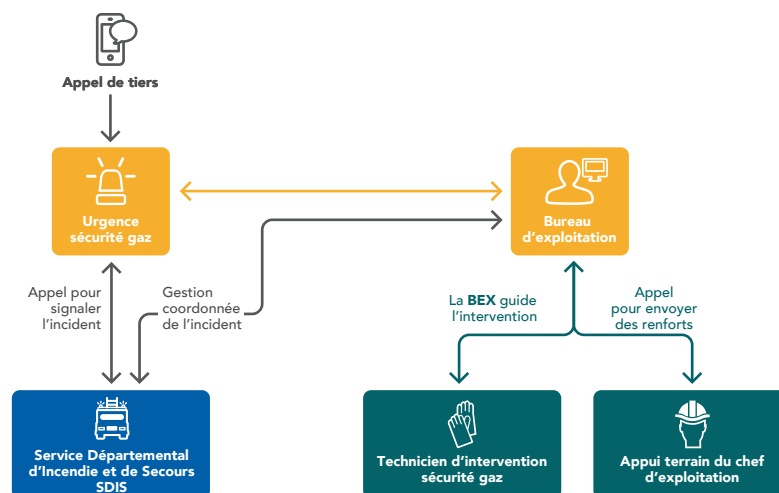 Appel de tiers
Urgence
sécurité gaz
Bureau
d'exploitation
Appel pour
signaler
l'incident
Gestion
coordonnée
de l'incident
La BEX guide
l'intervention
Appel
pour envoyer
des renforts
Service Départemental
d'Incendie et de Secours
SDIS
Technicien d'intervention
sécurité gaz
Appui terrain du chef
d'exploitation